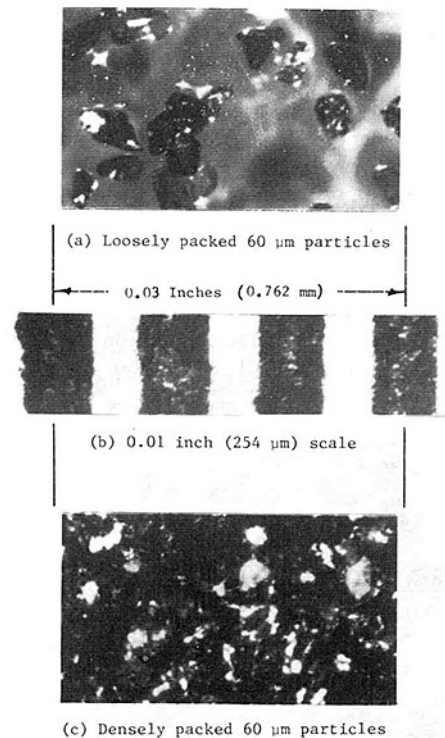 (a) Loosely packed 60 µm particles
0.03 Inches (0.762 mm)
(b) 0.01 inch (254 µm) scale
(c) Densely packed 60 µm particles